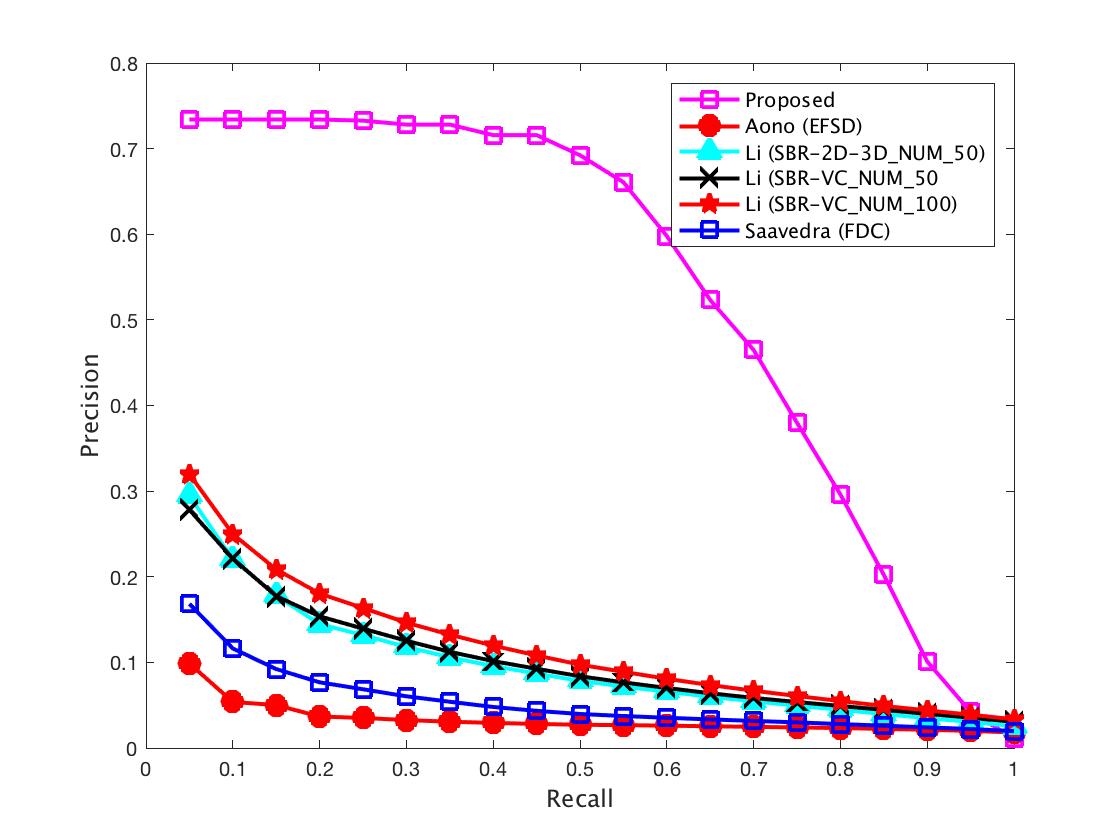 0.8
0.7
0.6
0.5
0.4
0.3
0.2
0.1
0
Precision
Proposed
Aono (EFSD)
Li (SBR-2D-3D_NUM_50)
Li (SBR-VC_NUM_50
Li (SBR-VC_NUM_100)
Saavedra (FDC)
0 0.1 0.2 0.3 0.4 0.5 0.6 0.7 0.8 0.9 1
Recall